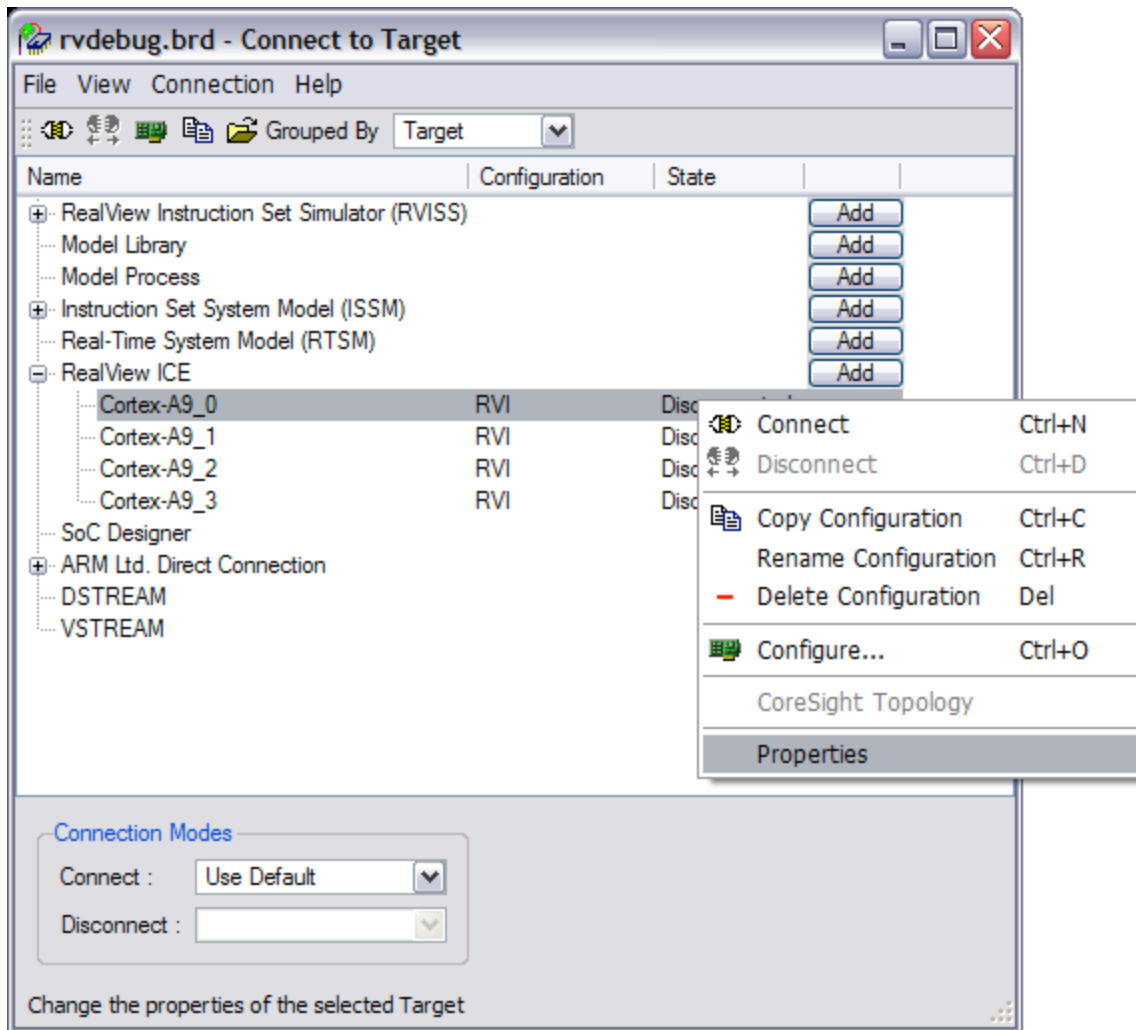 rvdebug.brd - Connect to Target
File View Connection Help
Grouped By Target
Name Configuration State
RealView Instruction Set Simulator (RVISS) Add
Model Library Add
Model Process Add
Instruction Set System Model (ISSM) Add
Real-Time System Model (RTSM) Add
RealView ICE Add
Cortex-A9_0 RVI
Cortex-A9_1 RVI
Cortex-A9_2 RVI
Cortex-A9_3 RVI
SoC Designer
ARM Ltd. Direct Connection
DSTREAM
VSTREAM
Connect Ctrl+N
Disconnect Ctrl+D
Copy Configuration Ctrl+C
Rename Configuration Ctrl+R
Delete Configuration Del
Configure... Ctrl+O
CoreSight Topology
Properties
Connection Modes
Connect : Use Default
Disconnect :
Change the properties of the selected Target